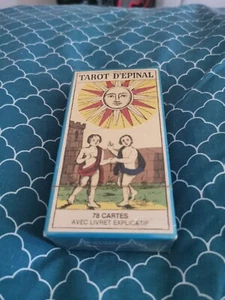 TAROT D'EPINAL
78 CARTES
AVEC LIVRET EXPLICATIF